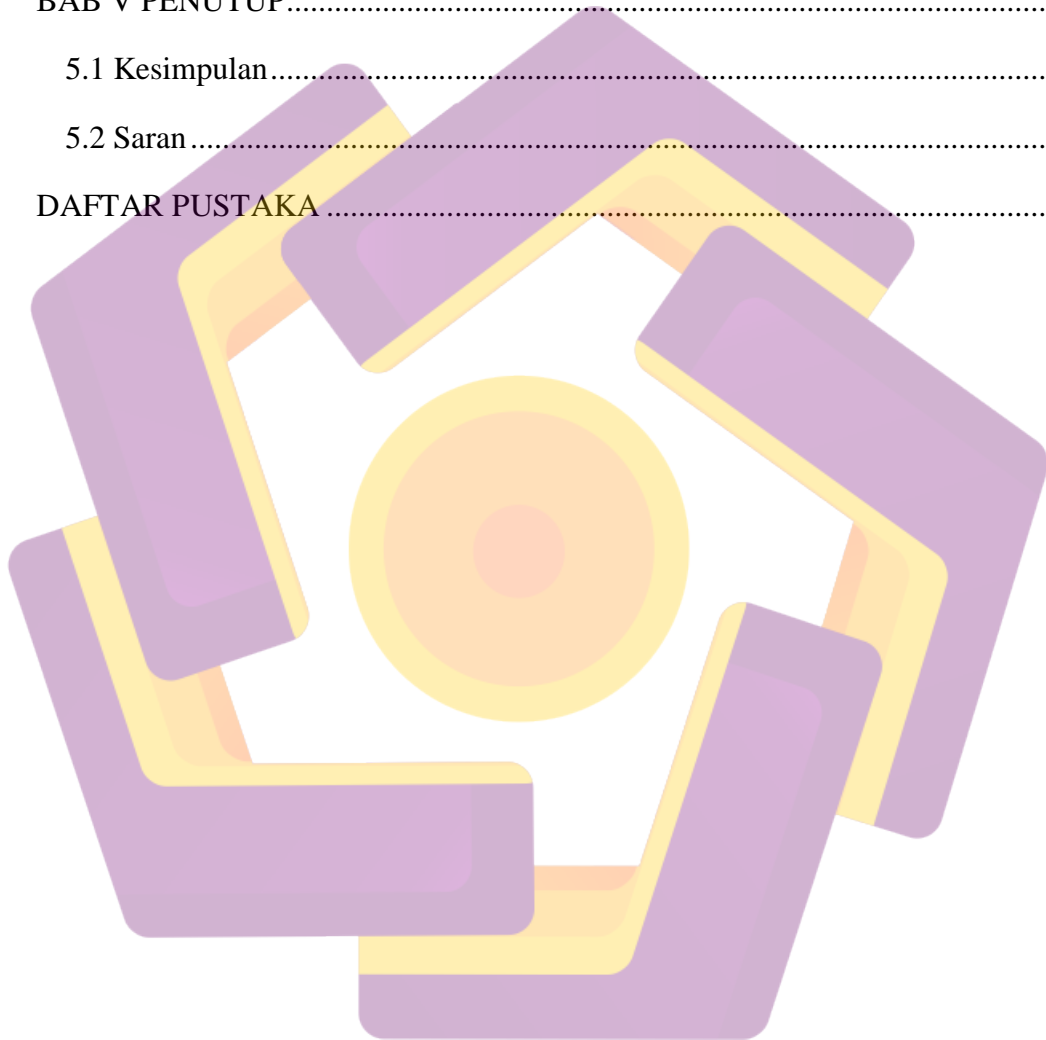 BAB V PENUTUP..........................................................................................
5.1 Kesimpulan..........................................................................................
5.2 Saran..........................................................................................
DAFTAR PUSTAKA ..........................................................................................